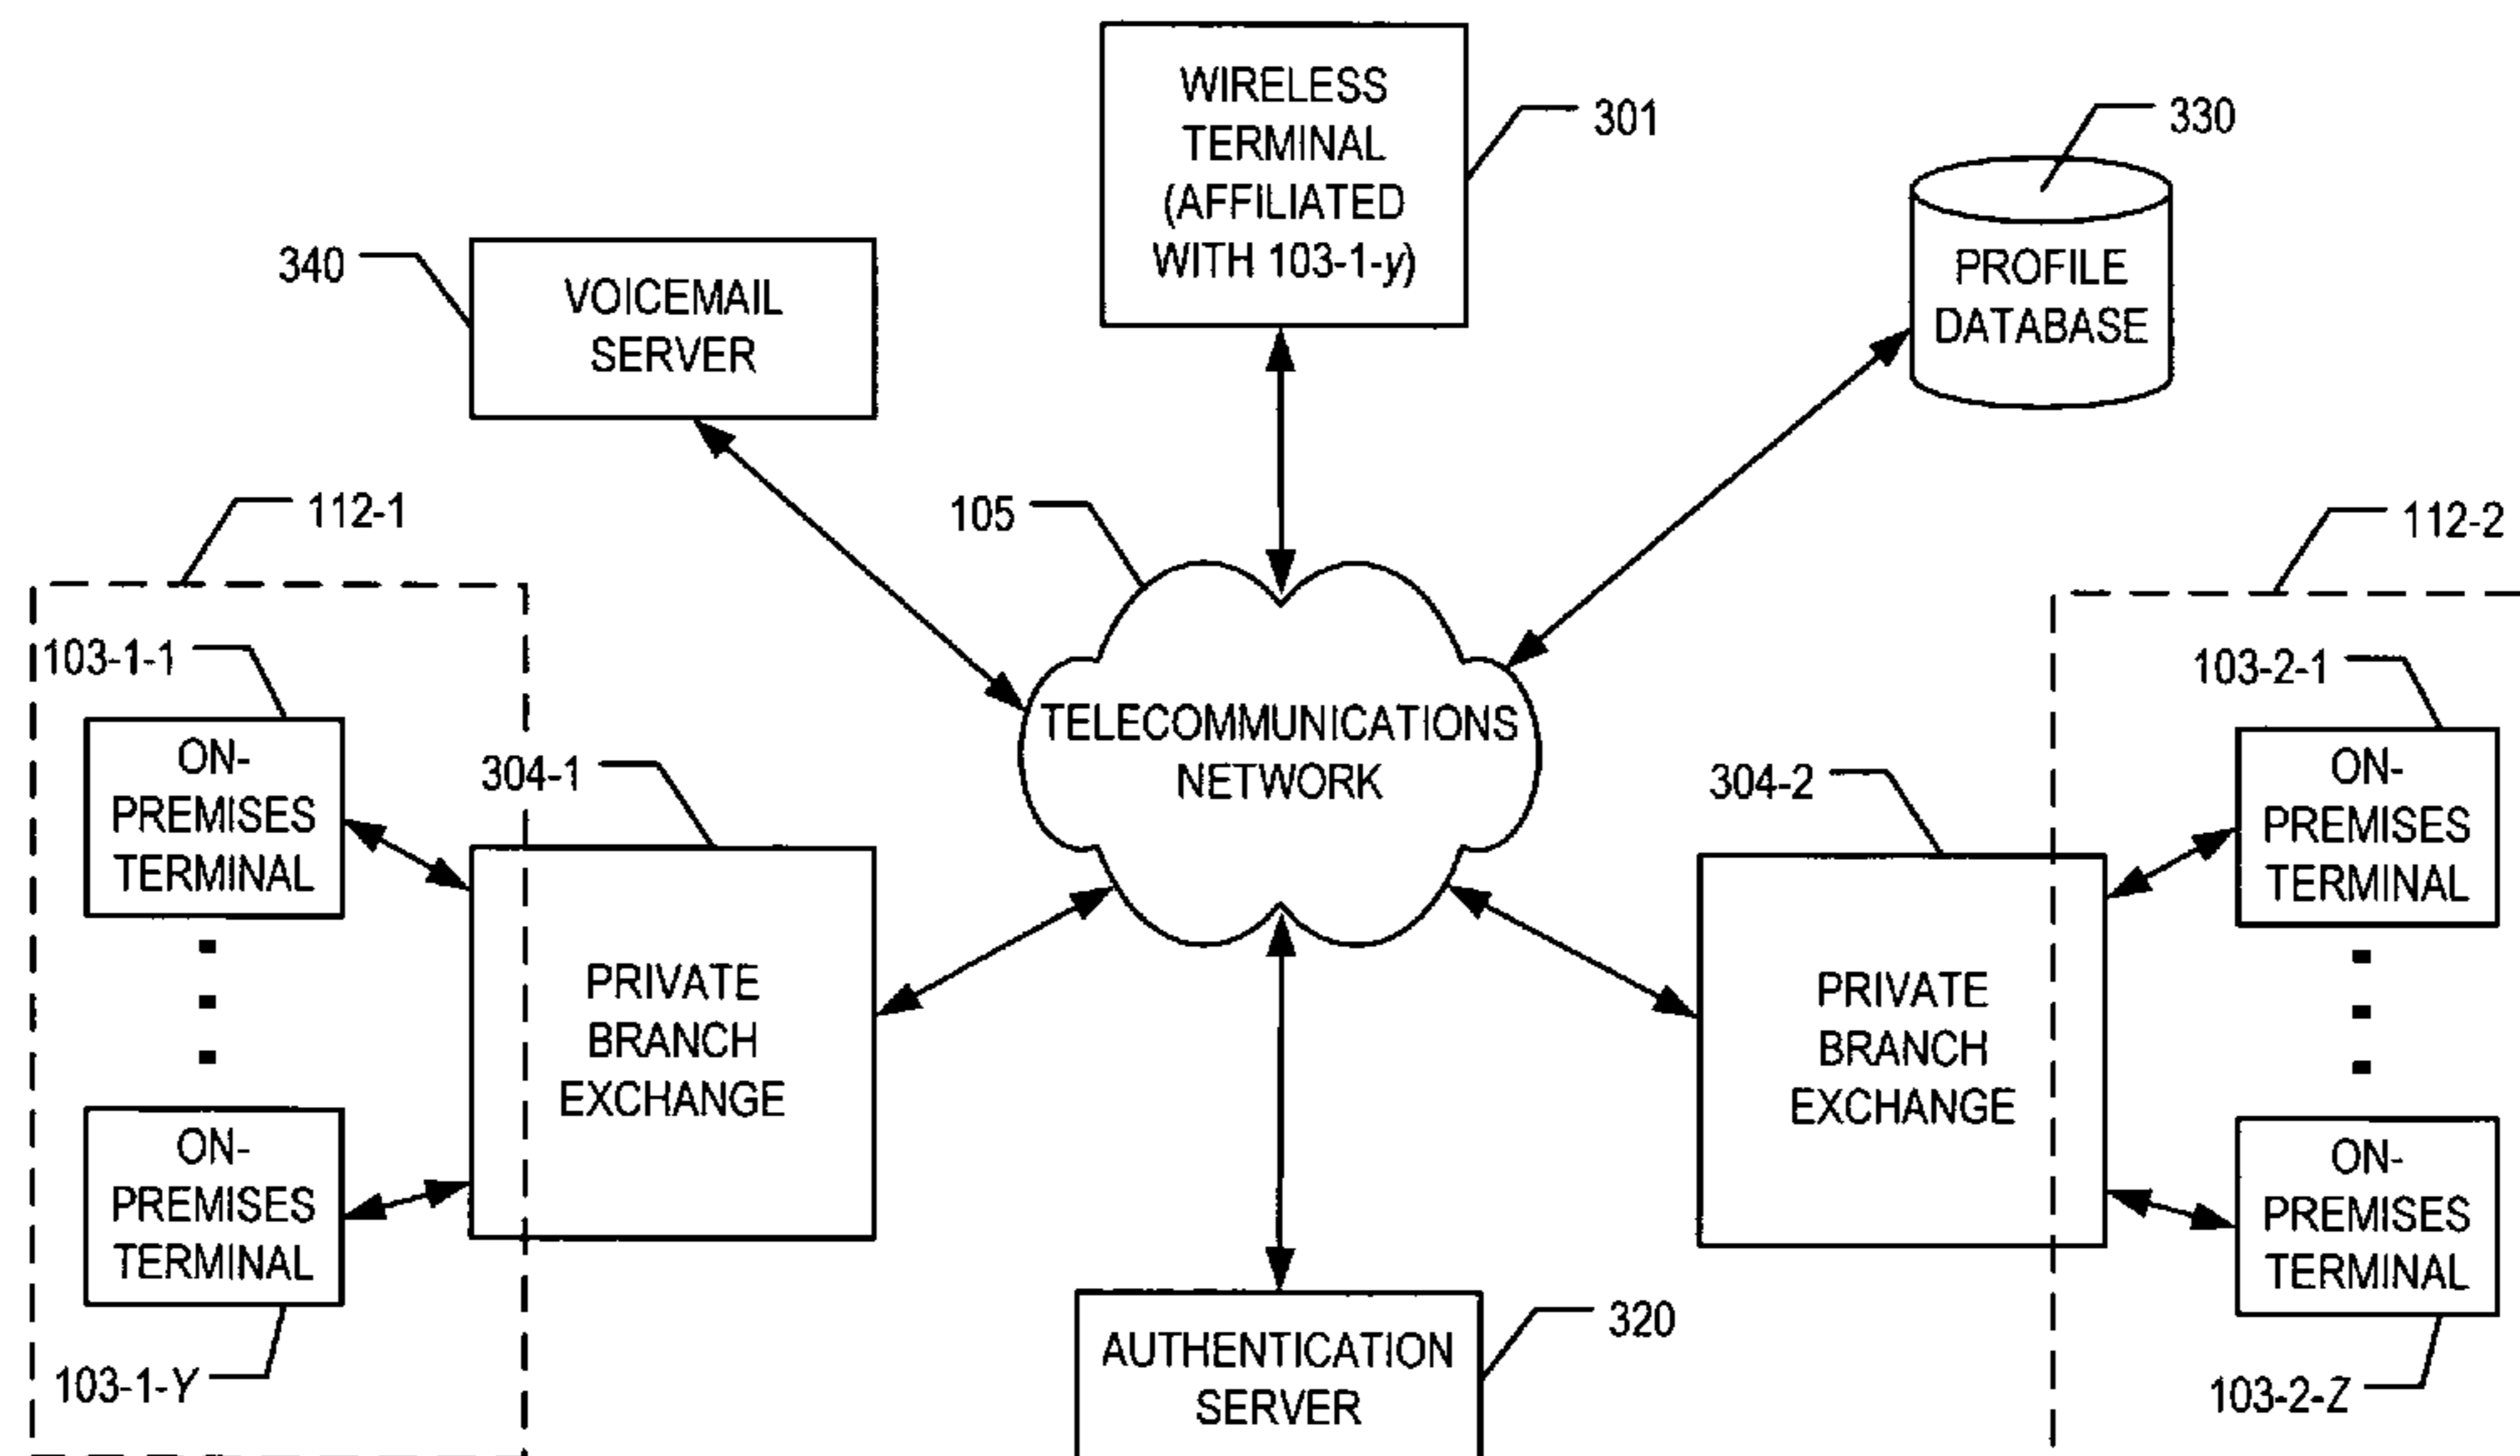 WIRELESS
TERMINAL
(AFFILIATED
WITH 103-1-y)
301
330
PROFILE
DATABASE
340
VOICEMAIL
SERVER
112-1
105
112-2
103-1-1
103-2-1
TELECOMMUNICATIONS
NETWORK
ON-
PREMISES
TERMINAL
304-1
304-2
ON-
PREMISES
TERMINAL
PRIVATE
BRANCH
EXCHANGE
PRIVATE
BRANCH
EXCHANGE
ON-
PREMISES
TERMINAL
ON-
PREMISES
TERMINAL
103-1-Y
AUTHENTICATION
SERVER
320
103-2-Z